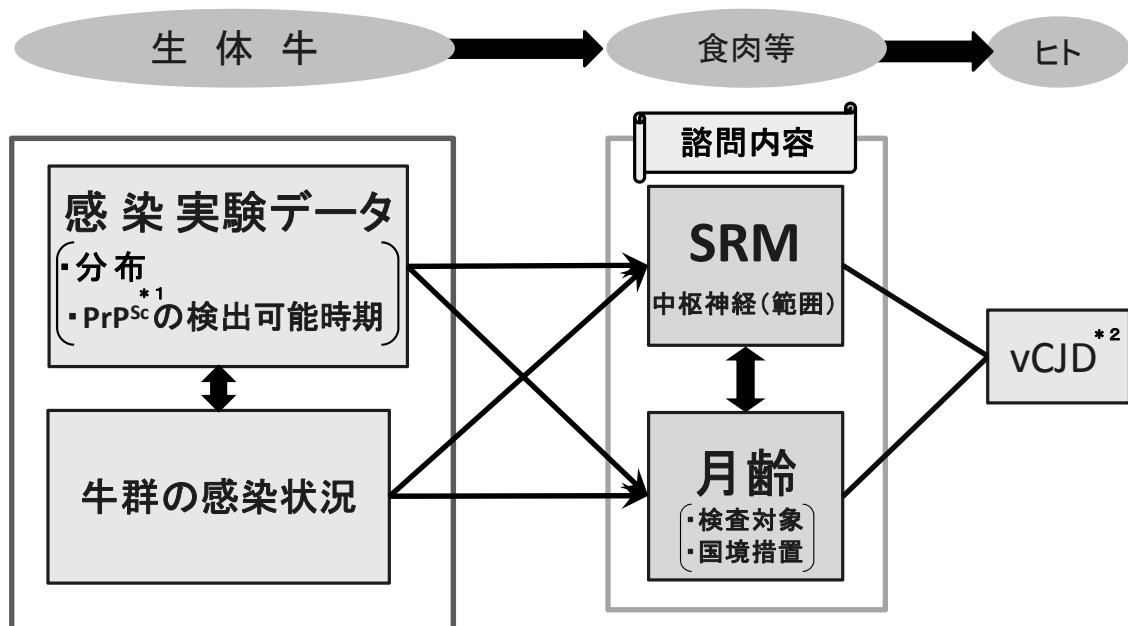 生 体 牛
食肉等
ヒト
諮問内容
感 染 実験データ
・分布
・PrPSc*1の検出可能時期
牛群の感染状況
SRM
中枢神経(範囲)
月齢
・検査対象
・国境措置
vCJD*2